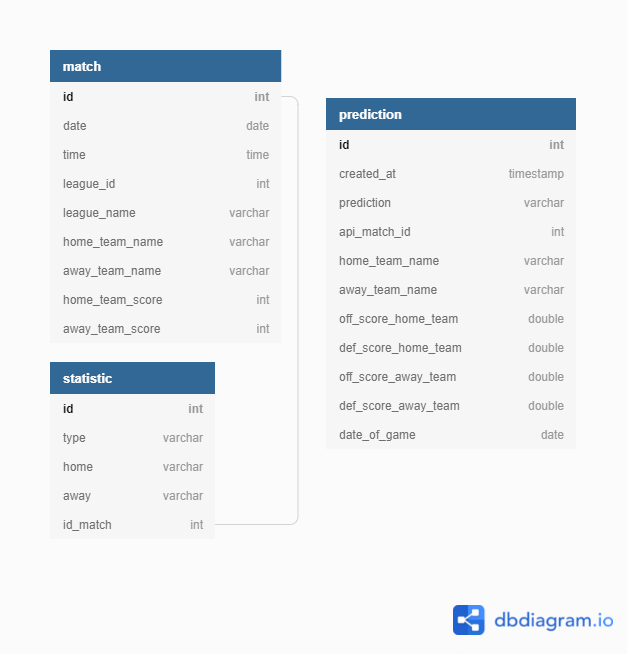 match
id int
date date
time time
league_id int
league_name varchar
home_team_name varchar
away_team_name varchar
home_team_score int
away_team_score int
statistic
id int
type varchar
home varchar
away varchar
id_match int
prediction
id int
created_at timestamp
prediction varchar
api_match_id int
home_team_name varchar
away_team_name varchar
off_score_home_team double
def_score_home_team double
off_score_away_team double
def_score_away_team double
date_of_game date
dbdiagram.io